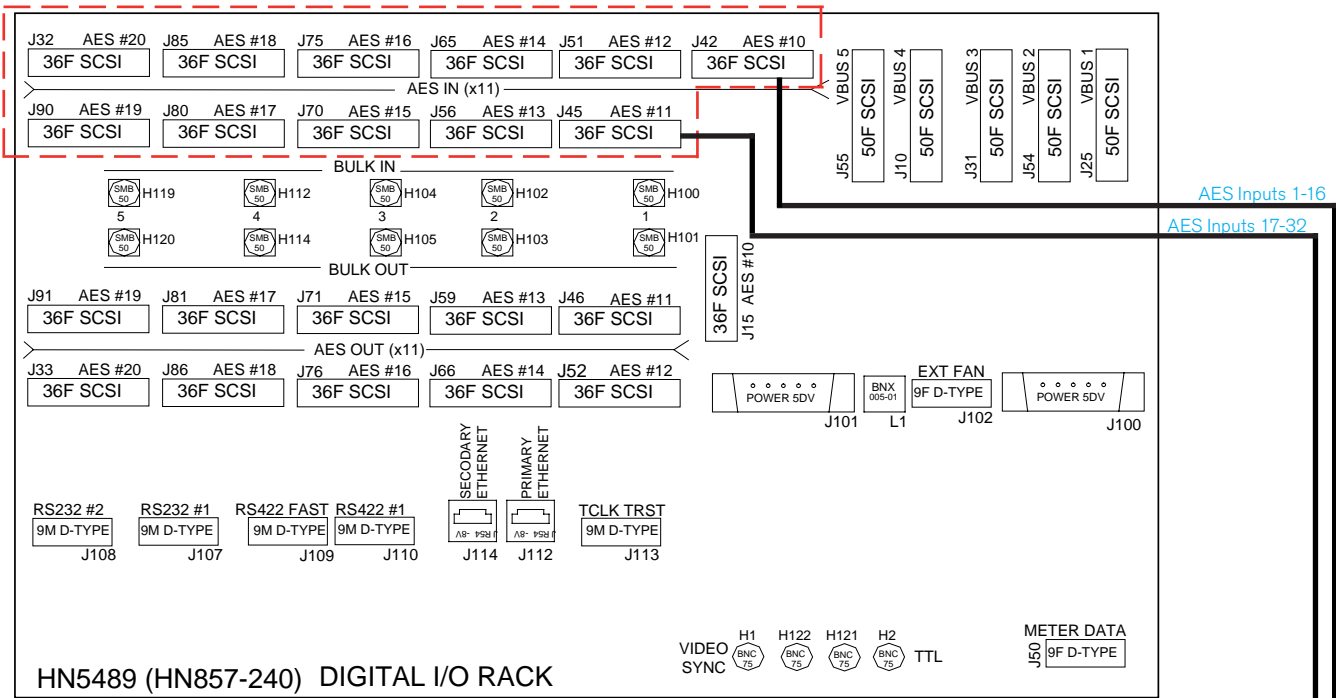 J32 AES #20 J85 AES #18 J75 AES #16 J65 AES #14 J51 AES #12 J42 AES #10
36F SCSI 36F SCSI 36F SCSI 36F SCSI 36F SCSI 36F SCSI
AES IN (x11)
J90 AES #19 J80 AES #17 J70 AES #15 J56 AES #13 J45 AES #11
36F SCSI 36F SCSI 36F SCSI 36F SCSI 36F SCSI
J55 VBUS 5
50F SCSI
J10 VBUS 4
50F SCSI
J31 VBUS 3
50F SCSI
J54 VBUS 2
50F SCSI
J25 VBUS 1
50F SCSI
AES Inputs 1-16
AES Inputs 17-32
BULK IN
SMB 50 H119 SMB 50 H112 SMB 50 H104 SMB 50 H102 SMB 50 H100
5 4 3 2 1
SMB 50 H120 SMB 50 H114 SMB 50 H105 SMB 50 H103 SMB 50 H101
BULK OUT
36F SCSI
J15 AES #10
J91 AES #19 J81 AES #17 J71 AES #15 J59 AES #13 J46 AES #11
36F SCSI 36F SCSI 36F SCSI 36F SCSI 36F SCSI
AES OUT (x11)
J33 AES #20 J86 AES #18 J76 AES #16 J66 AES #14 J52 AES #12
36F SCSI 36F SCSI 36F SCSI 36F SCSI 36F SCSI
POWER 5DV
J101
BNX
005-01
L1
EXT FAN
9F D-TYPE
J102
POWER 5DV
J100
SECODARY
ETHERNET
PRIMARY
ETHERNET
RS232 #2 RS232 #1 RS422 FAST RS422 #1 TCLK TRST
9M D-TYPE 9M D-TYPE 9M D-TYPE 9M D-TYPE RJ45 -8V RJ45 -8V 9M D-TYPE
J108 J107 J109 J110 J114 J112 J113
H1 H122 H121 H2
VIDEO
SYNC
BNC 75 BNC 75 BNC 75 BNC 75 TTL
METER DATA
J50 9F D-TYPE
HN5489 (HN857-240) DIGITAL I/O RACK